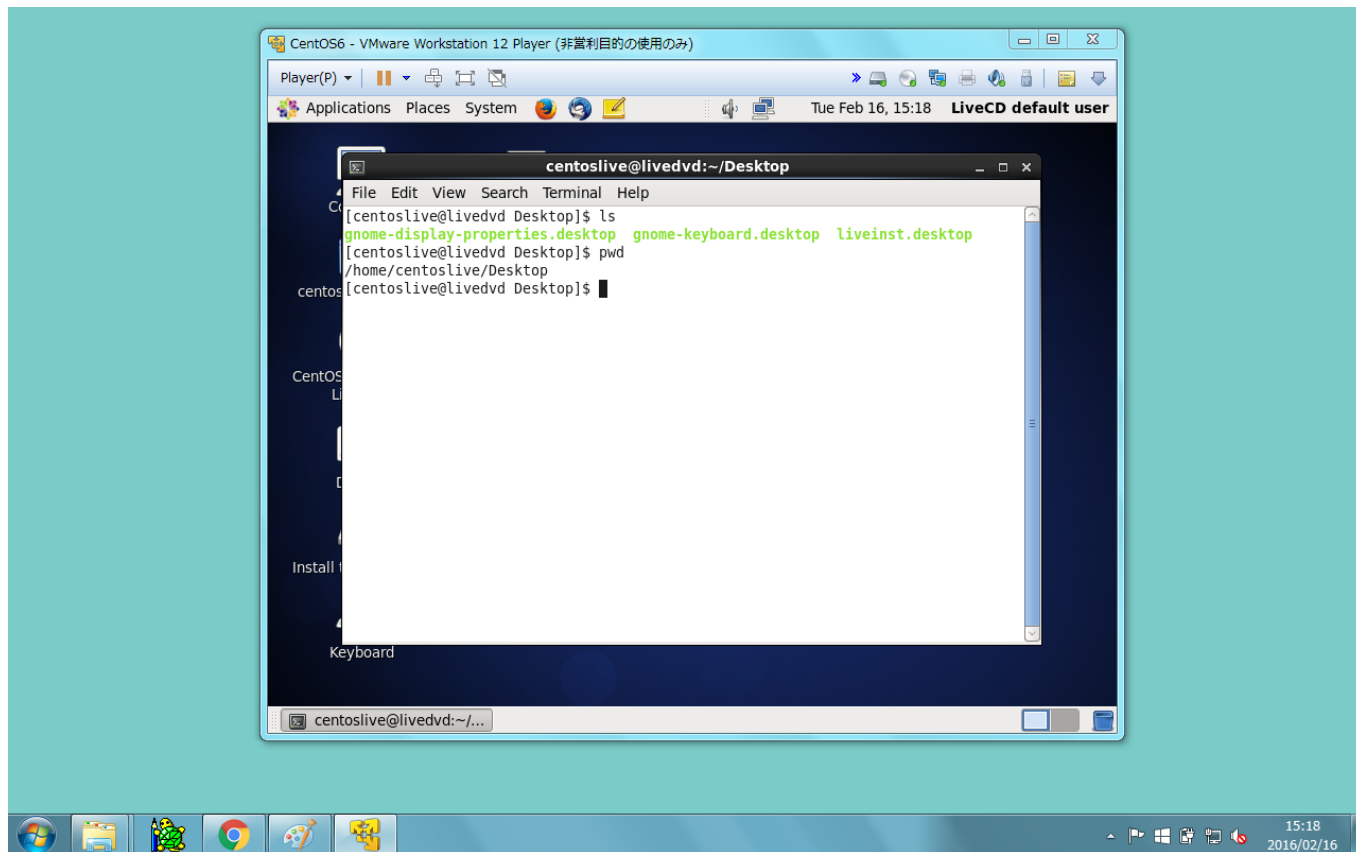 CentOS6 - VMware Workstation 12 Player (非営利目的の使用のみ)
Player(P)
Applications Places System Tue Feb 16, 15:18 LiveCD default user
centoslive@livedvd:~/Desktop
File Edit View Search Terminal Help
[centoslive@livedvd Desktop]$ ls
gnome-display-properties.desktop gnome-keyboard.desktop liveinst.desktop
[centoslive@livedvd Desktop]$ pwd
/home/centoslive/Desktop
[centoslive@livedvd Desktop]$
centos
CentOS
Install
Keyboard
centoslive@livedvd:~/...
15:18
2016/02/16